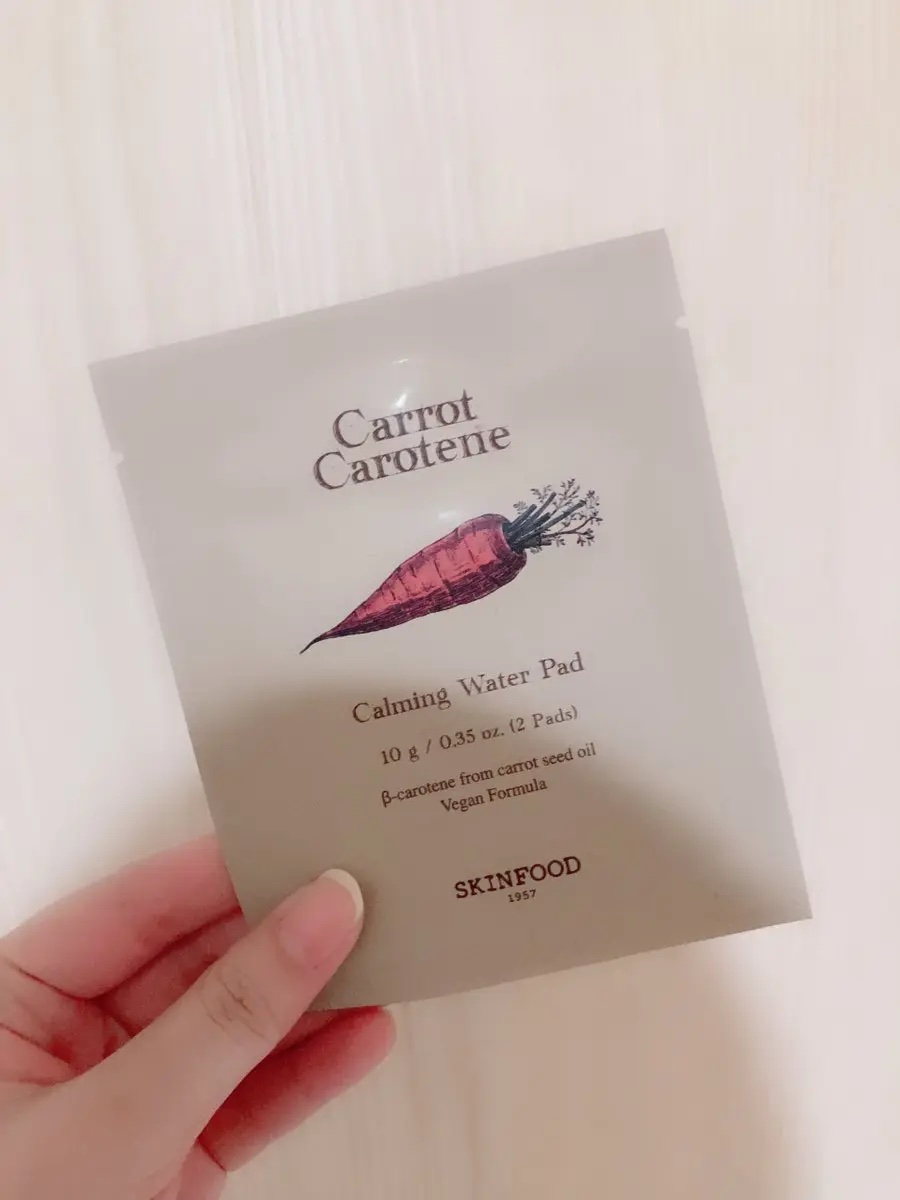 Carrot
Carotene
Calming Water Pad
10 g / 0.35 oz. (2 Pads)
β-carotene from carrot seed oil
Vegan Formula
SKINFOOD
1957